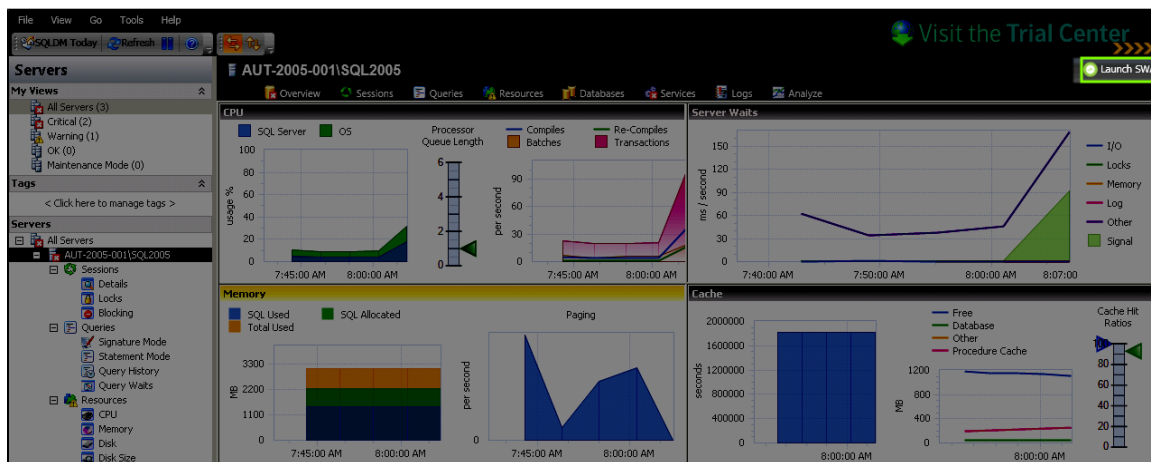 File View Go Tools Help
SQLDM Today Refresh
Visit the Trial Center
Launch SWA
Servers
AUT-2005-001\SQL2005
Overview Sessions Queries Resources Databases Services Logs Analyze
My Views
All Servers (3)
Critical (2)
Warning (1)
OK (0)
Maintenance Mode (0)
Tags
< Click here to manage tags >
Servers
All Servers
AUT-2005-001\SQL2005
Sessions
Details
Locks
Blocking
Queries
Signature Mode
Statement Mode
Query History
Query Waits
Resources
CPU
Memory
Disk
Disk Size
CPU
SQL Server OS
100
80
60
40
20
0
usage %
7:45:00 AM 8:00:00 AM
Processor
Queue Length
6
4
2
0
Compiles Re-Compiles
Batches Transactions
90
60
30
0
per second
7:45:00 AM 8:00:00 AM
Server Waits
150
120
90
60
30
0
ms / second
7:40:00 AM 7:50:00 AM 8:00:00 AM 8:07:00
I/O
Locks
Memory
Log
Other
Signal
Memory
SQL Used SQL Allocated
Total Used
3300
2200
1100
0
MB
7:45:00 AM 8:00:00 AM
Paging
per second
0
7:45:00 AM 8:00:00 AM
Cache
2000000
1600000
1200000
800000
400000
0
seconds
8:00:00 AM
Free
Database
Other
Procedure Cache
1200
800
400
0
MB
8:00:00 AM
Cache Hit
Ratios
80
60
40
20
0